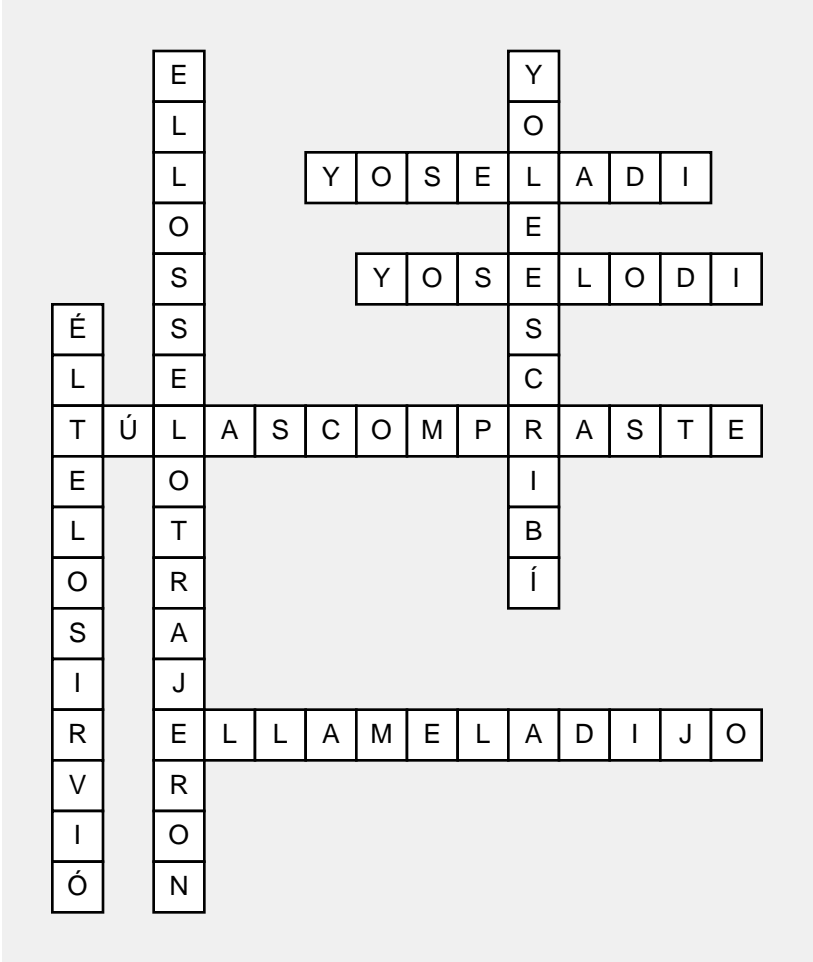 ELLOSSELOTRAJERON
YOLEESCRIBÍ
YOSELADI
YOSELODI
ÉLTELOSIRVIÓ
TÚLASCOMPRASTE
ELLAMELADIJO